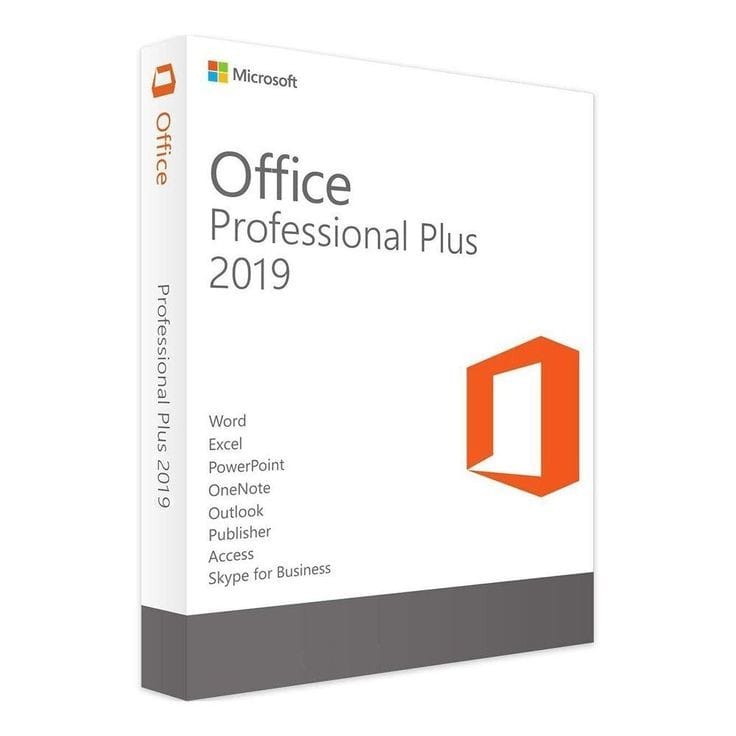 Office
Professional Plus 2019
Microsoft
Office
Professional Plus
2019
Word
Excel
PowerPoint
OneNote
Outlook
Publisher
Access
Skype for Business